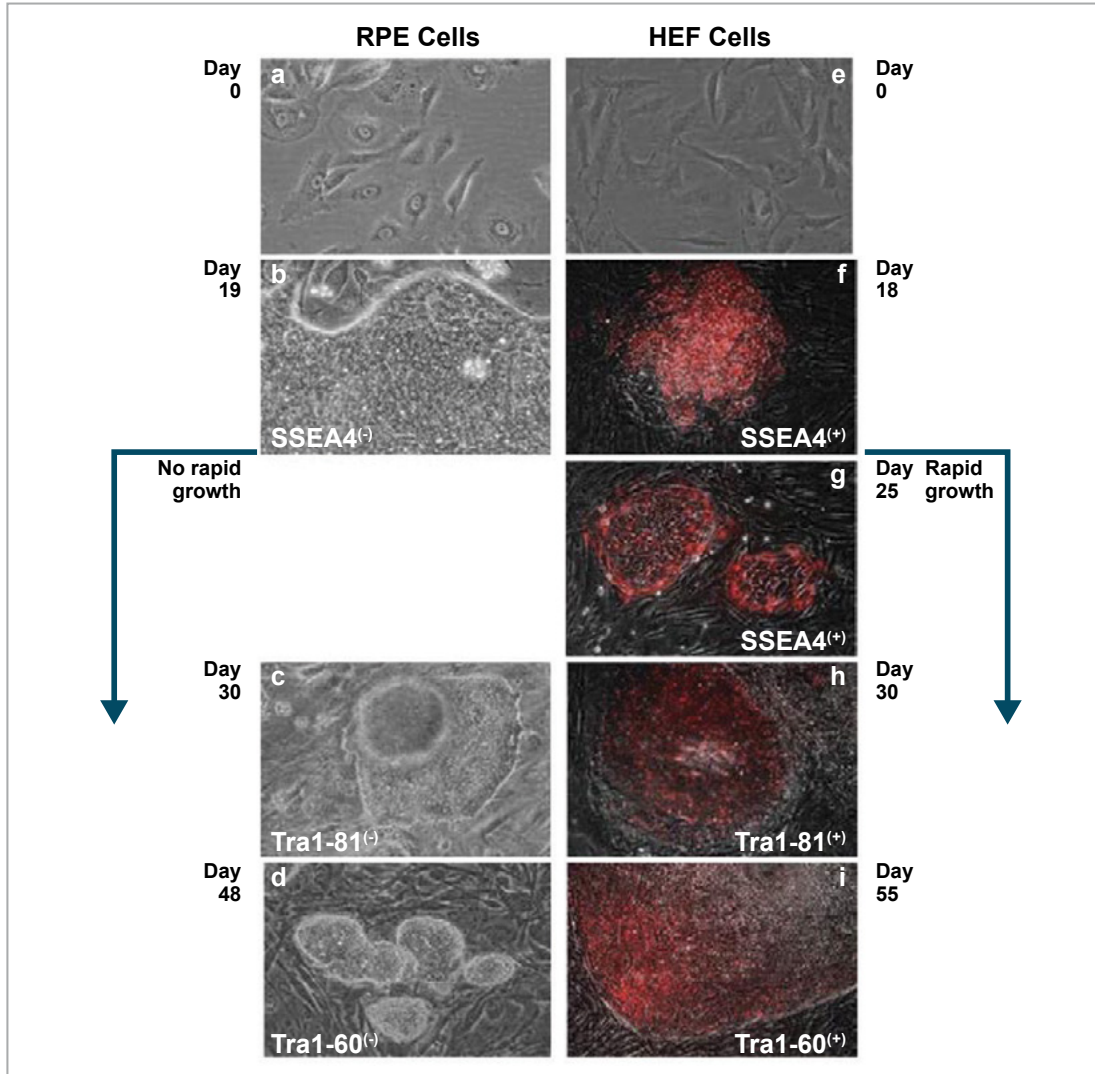 RPE Cells
HEF Cells
Day
0
a
e
Day
0
Day
19
b
SSEA4(-)
f
SSEA4(+)
Day
18
No rapid
growth
g
SSEA4(+)
Day
25
Rapid
growth
Day
30
c
Tra1-81(-)
h
Tra1-81(+)
Day
30
Day
48
d
Tra1-60(-)
i
Tra1-60(+)
Day
55